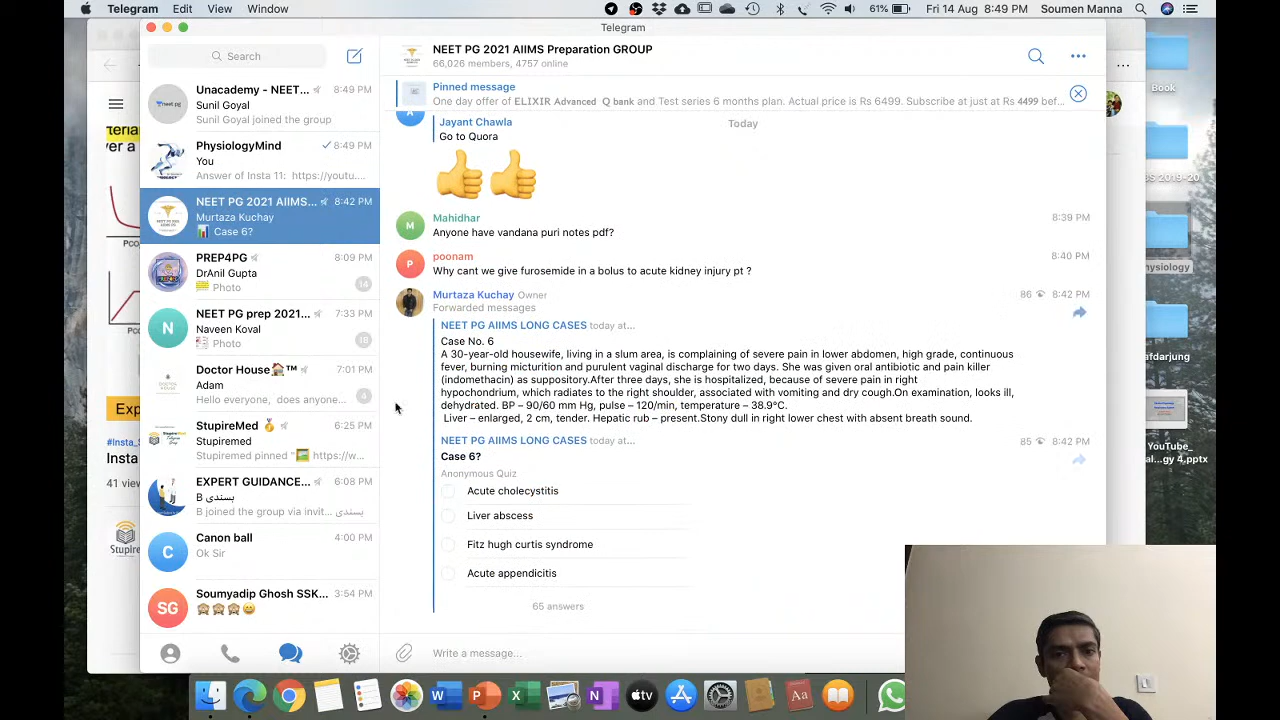 Telegram Edit View Window 61% Fri 14 Aug 8:49 PM Soumen Manna
Telegram
Search
Unacademy - NEET... 8:49 PM
Sunil Goyal
Sunil Goyal joined the group
PhysiologyMind 8:49 PM
You
Answer of Insta 11: https://youtu....
NEET PG 2021 AIIMS... 8:42 PM
Murtaza Kuchay
Case 6?
PREP4PG 8:09 PM
DrAnil Gupta
Photo 14
NEET PG prep 2021... 7:33 PM
Naveen Koval
Photo 18
Doctor House™ 7:01 PM
Adam
Hello everyone, does anyone... 4
StupireMed 6:25 PM
Stupiremed
Stupiremed pinned "https://w...
EXPERT GUIDANCE... 6:08 PM
B بسندی
B joined the group via invit... بسندی
Canon ball 4:00 PM
Ok Sir
Soumyadip Ghosh SSK... 3:54 PM
NEET PG 2021 AIIMS Preparation GROUP
66,026 members, 4757 online
Pinned message
One day offer of ELIXIR Advanced Q bank and Test series 6 months plan. Actual price is Rs 6499. Subscribe at just at Rs 4499 bef...
Today
Jayant Chawla
Go to Quora
Mahidhar 8:39 PM
Anyone have vandana puri notes pdf?
poonam 8:40 PM
Why cant we give furosemide in a bolus to acute kidney injury pt ?
Murtaza Kuchay Owner 86 8:42 PM
Forwarded messages
NEET PG AIIMS LONG CASES today at...
Case No. 6
A 30-year-old housewife, living in a slum area, is complaining of severe pain in lower abdomen, high grade, continuous
fever, burning micturition and purulent vaginal discharge for two days. She was given oral antibiotic and pain killer
(indomethacin) as suppository.After three days, she is hospitalized, because of severe pain in right
hypochondrium, which radiates to the right shoulder, associated with vomiting and dry cough.On examination, looks ill,
dehydrated. BP – 90/60 mm Hg, pulse – 120/min, temperature – 38.9°C.
Liver – enlarged, 2 cm, tender. Hepatic rub – present.Stony dull in right lower chest with absent breath sound.
NEET PG AIIMS LONG CASES today at... 85 8:42 PM
Case 6?
Anonymous Quiz
Acute cholecystitis
Liver abscess
Fitz hugh curtis syndrome
Acute appendicitis
65 answers
Write a message...
Exp
#Insta_
Insta
41 view
Stupire
Book
hysiology
afdarjung
YouTube_
al...gy 4.pptx